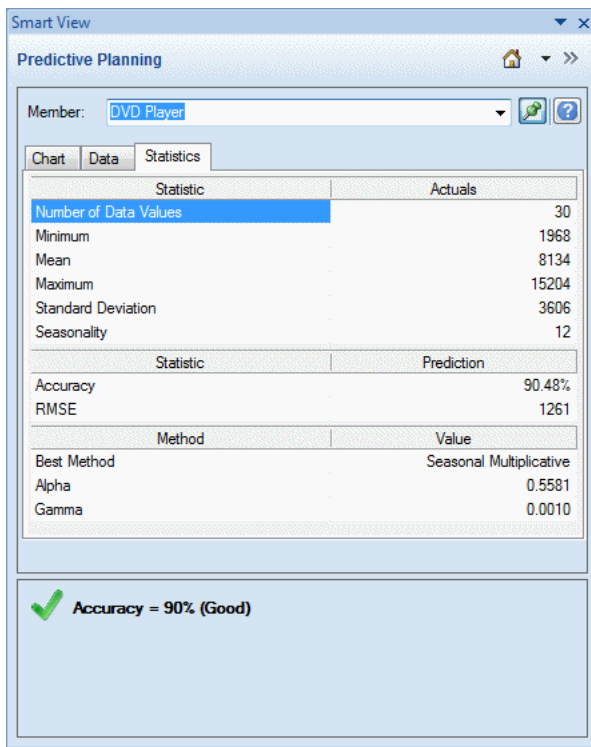 Smart View
Predictive Planning
Member: DVD Player
Chart Data Statistics
Statistic Actuals
Number of Data Values 30
Minimum 1968
Mean 8134
Maximum 15204
Standard Deviation 3606
Seasonality 12
Statistic Prediction
Accuracy 90.48%
RMSE 1261
Method Value
Best Method Seasonal Multiplicative
Alpha 0.5581
Gamma 0.0010
Accuracy = 90% (Good)